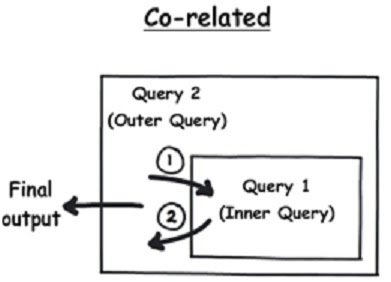 Co-related
Query 2
(Outer Query)
1
Query 1
(Inner Query)
2
Final
output